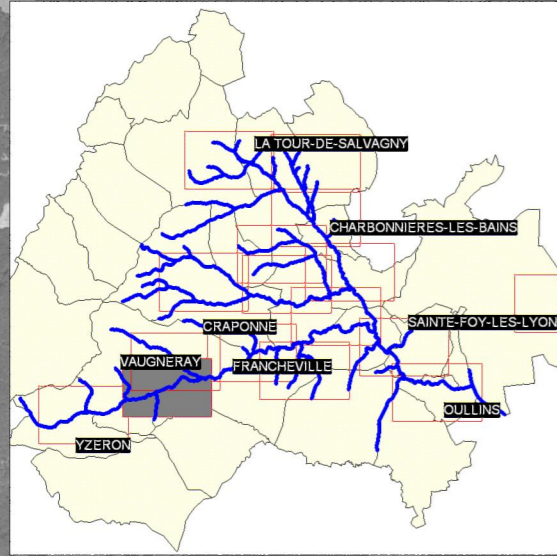 LA TOUR-DE-SALVAGNY
CHARBONNIERES-LES-BAINS
SAINTE-FOY-LES-LYON
CRAPONNE
VAUGNERAY
FRANCHEVILLE
OULLINS
YZERON